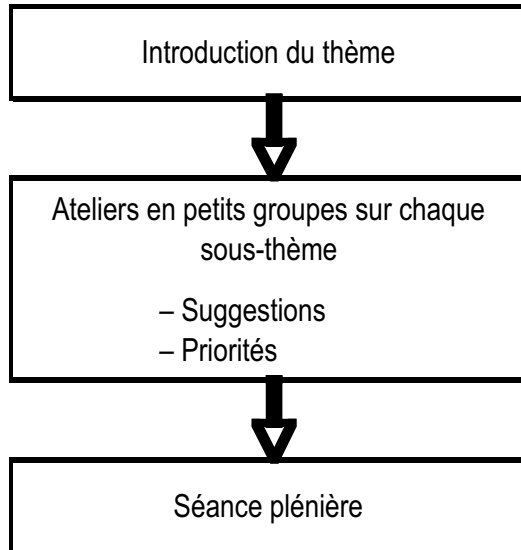 Introduction du thème
Ateliers en petits groupes sur chaque
sous-thème
– Suggestions
– Priorités
Séance plénière